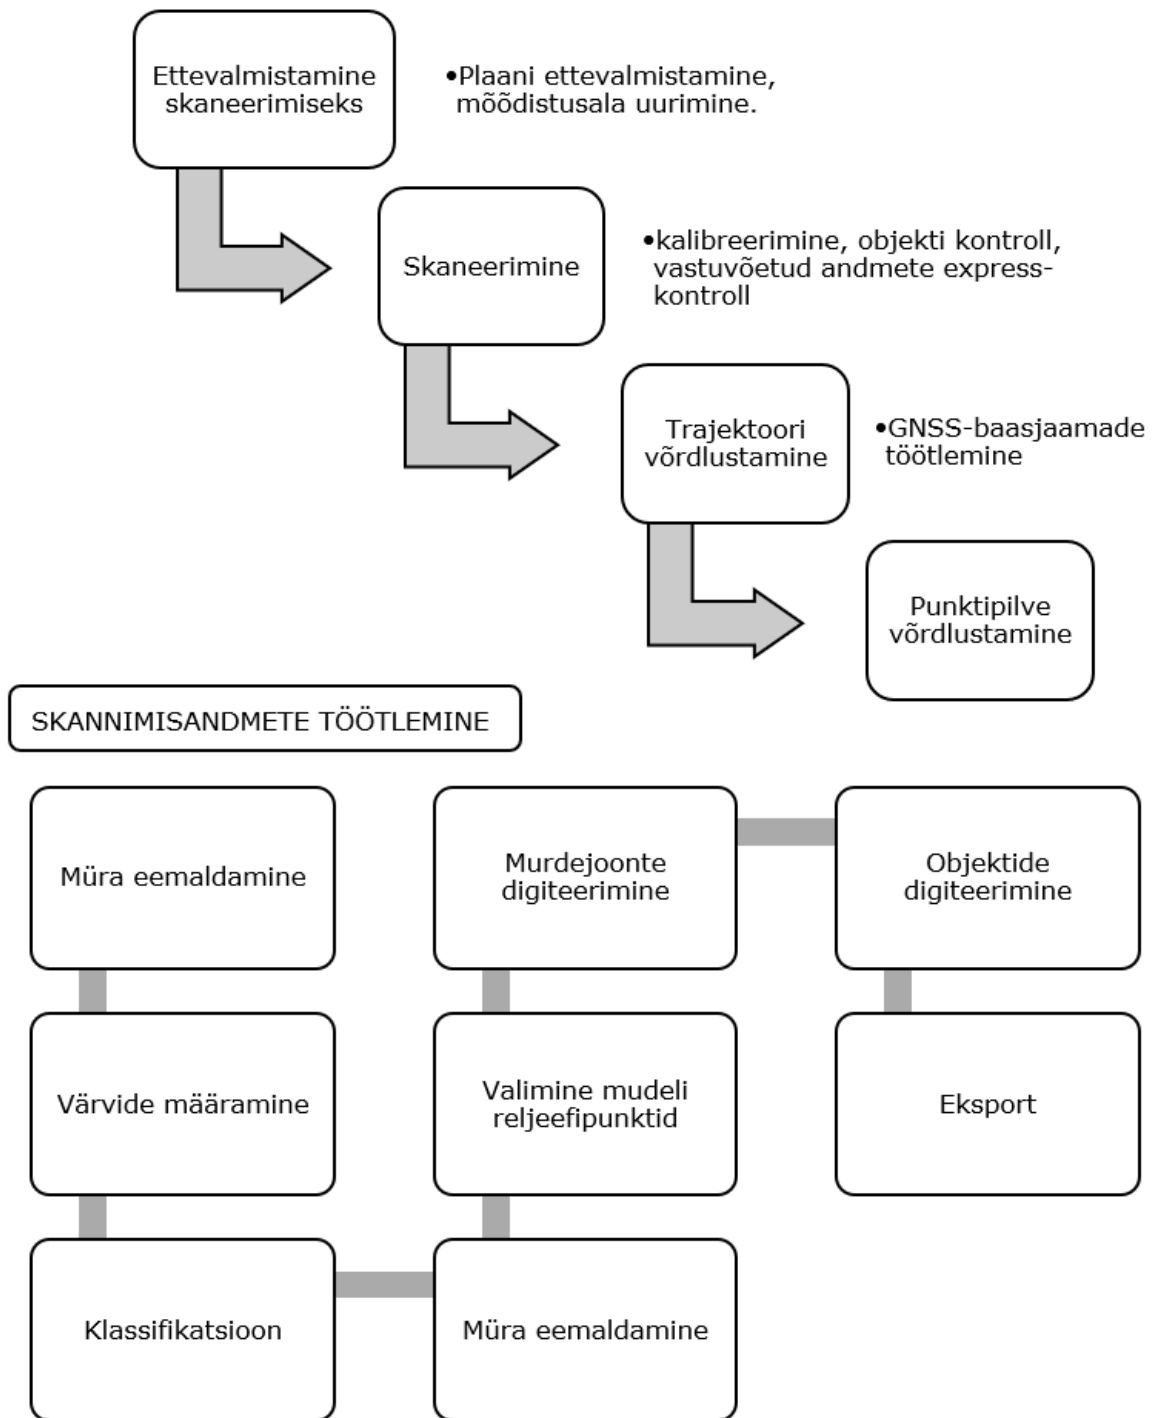 Ettevalmistamine
skaneerimiseks
•Plaani ettevalmistamine,
mõõdistusala uurimine.
Skaneerimine
•kalibreerimine, objekti kontroll,
vastuvõetud andmete express-
kontroll
Trajektoori
võrdlustamine
•GNSS-baasjaamade
töötlemine
Punktipilve
võrdlustamine
SKANNIMISANDMETE TÖÖTLEMINE
Müra eemaldamine
Värvide määramine
Klassifikatsioon
Müra eemaldamine
Valimine mudeli
reljeefipunktid
Murdejoonte
digiteerimine
Objektide
digiteerimine
Eksport